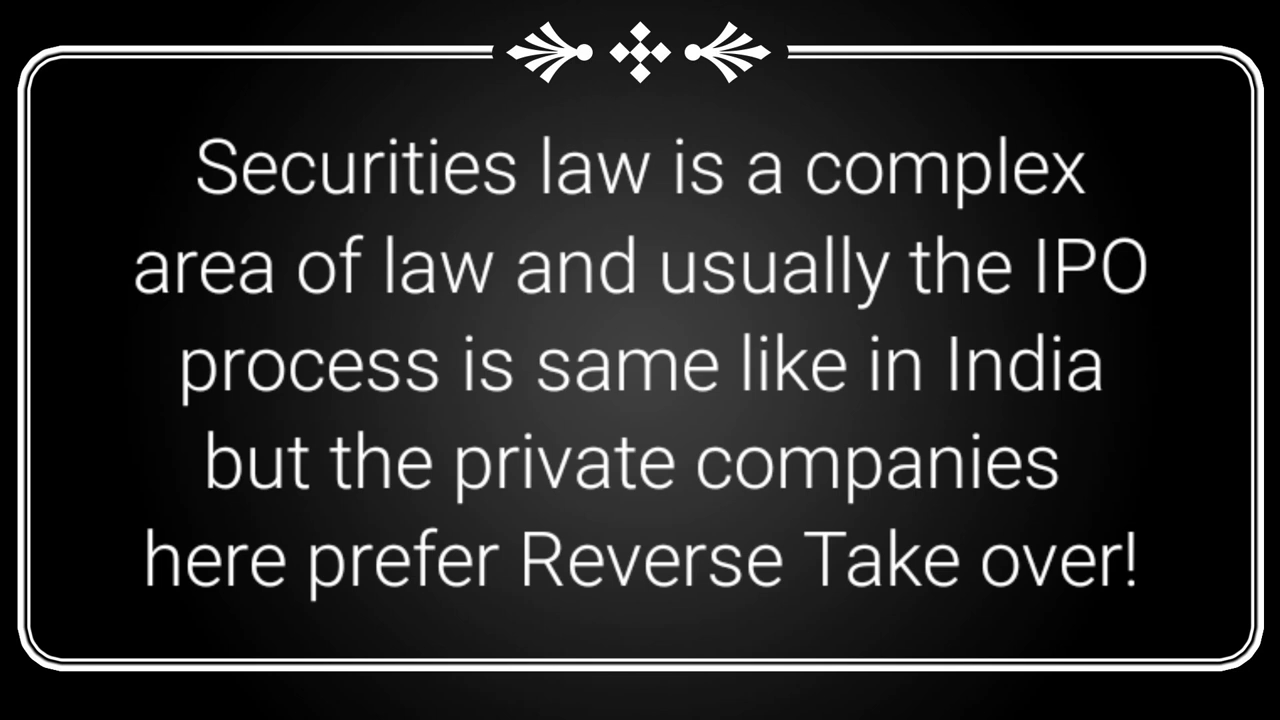 Securities law is a complex
area of law and usually the IPO
process is same like in India
but the private companies
here prefer Reverse Take over!